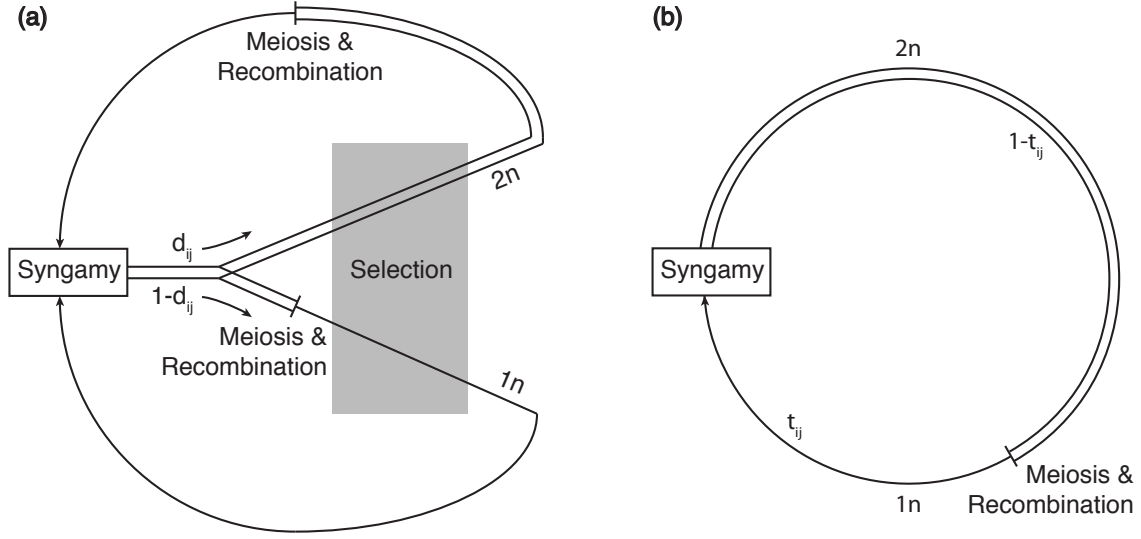 (a)
Meiosis &
Recombination
2n
d_ij
Syngamy
Selection
1-d_ij
Meiosis &
Recombination
1n
(b)
2n
1-t_ij
Syngamy
t_ij
Meiosis &
Recombination
1n